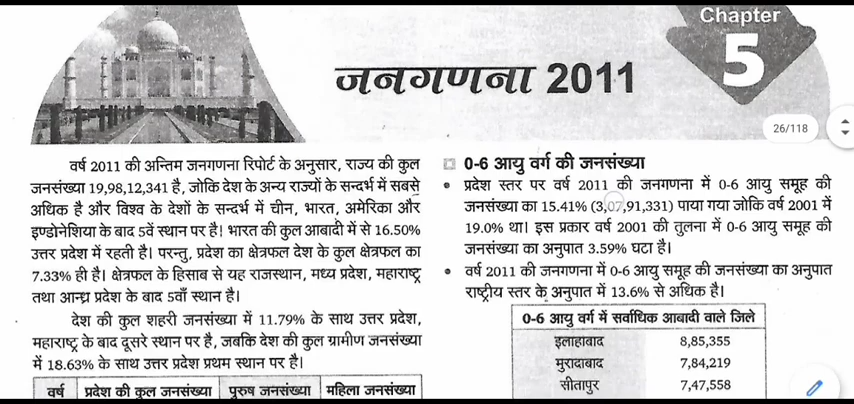 Chapter
5
जनगणना 2011
26/118
वर्ष 2011 की अन्तिम जनगणना रिपोर्ट के अनुसार, राज्य की कुल
जनसंख्या 19,98,12,341 है, जोकि देश के अन्य राज्यों के सन्दर्भ में सबसे
अधिक है और विश्व के देशों के सन्दर्भ में चीन, भारत, अमेरिका और
इण्डोनेशिया के बाद 5वें स्थान पर है। भारत की कुल आबादी में से 16.50%
उत्तर प्रदेश में रहती है। परन्तु, प्रदेश का क्षेत्रफल देश के कुल क्षेत्रफल का
7.33% ही है। क्षेत्रफल के हिसाब से यह राजस्थान, मध्य प्रदेश, महाराष्ट्र
तथा आन्ध्र प्रदेश के बाद 5वाँ स्थान है।
देश की कुल शहरी जनसंख्या में 11.79% के साथ उत्तर प्रदेश,
महाराष्ट्र के बाद दूसरे स्थान पर है, जबकि देश की कुल ग्रामीण जनसंख्या
में 18.63% के साथ उत्तर प्रदेश प्रथम स्थान पर है।
वर्ष प्रदेश की कुल जनसंख्या पुरुष जनसंख्या महिला जनसंख्या
0-6 आयु वर्ग की जनसंख्या
• प्रदेश स्तर पर वर्ष 2011 की जनगणना में 0-6 आयु समूह की
जनसंख्या का 15.41% (3,07,91,331) पाया गया जोकि वर्ष 2001 में
19.0% था। इस प्रकार वर्ष 2001 की तुलना में 0-6 आयु समूह की
जनसंख्या का अनुपात 3.59% घटा है।
• वर्ष 2011 की जनगणना में 0-6 आयु समूह की जनसंख्या का अनुपात
राष्ट्रीय स्तर के अनुपात में 13.6% से अधिक है।
0-6 आयु वर्ग में सर्वाधिक आबादी वाले जिले
इलाहाबाद 8,85,355
मुरादाबाद 7,84,219
सीतापुर 7,47,558